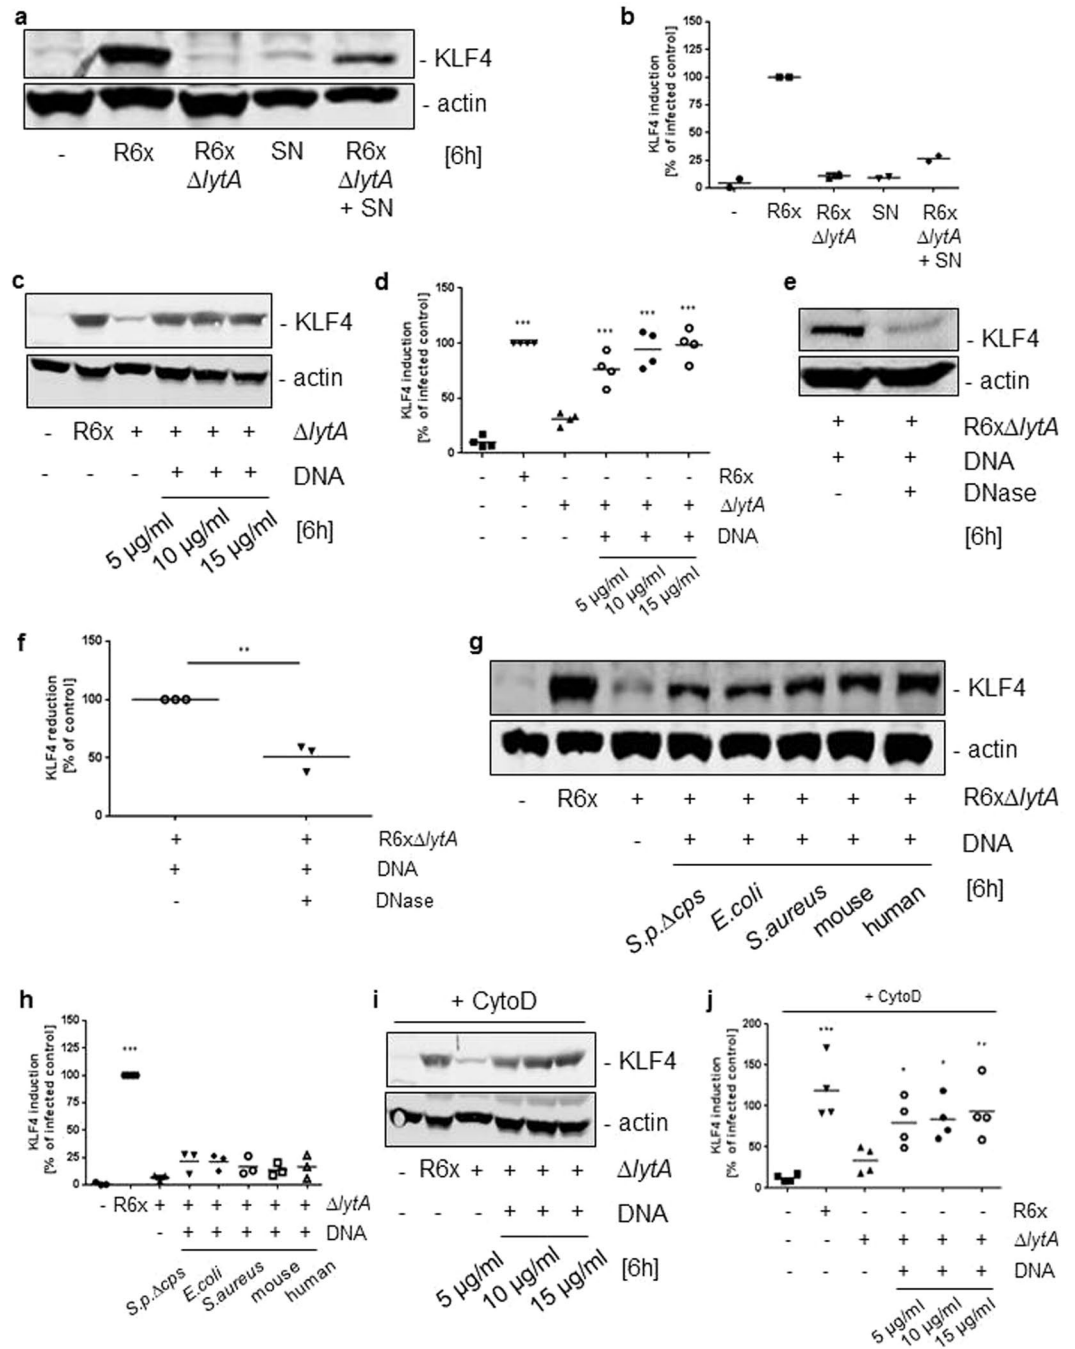 a
- KLF4
- actin
- R6x R6x SN R6x [6h]
ΔlytA ΔlytA
+ SN
b
KLF4 induction
[% of infected control]
150
125
100
75
50
25
0
- R6x R6x SN R6x
ΔlytA ΔlytA
+ SN
c
- KLF4
- actin
- R6x + + + + ΔlytA
- - - + + + DNA
5 µg/ml 10 µg/ml 15 µg/ml [6h]
d
KLF4 induction
[% of infected control]
150
100
50
0
*** *** *** ***
- + - - - - R6x
- - + + + + ΔlytA
- - - + + + DNA
5 µg/ml 10 µg/ml 15 µg/ml
e
- KLF4
- actin
+ + R6xΔlytA
+ + DNA
- + DNase
[6h]
f
KLF4 reduction
[% of control]
150
100
50
0
**
+ + R6xΔlytA
+ + DNA
- + DNase
g
- KLF4
- actin
- R6x + + + + + + R6xΔlytA
- + + + + + DNA
S.p.Δcps E.coli S.aureus mouse human [6h]
h
KLF4 induction
[% of infected control]
150
125
100
75
50
25
0
***
- R6x + + + + + + ΔlytA
- + + + + + DNA
S.p.Δcps E.coli S.aureus mouse human
i
+ CytoD
- KLF4
- actin
- R6x + + + + ΔlytA
- - - + + + DNA
5 µg/ml 10 µg/ml 15 µg/ml [6h]
j
+ CytoD
KLF4 induction
[% of infected control]
200
150
100
50
0
*** * * **
- + - - - - R6x
- - + + + + ΔlytA
- - - + + + DNA
5 µg/ml 10 µg/ml 15 µg/ml